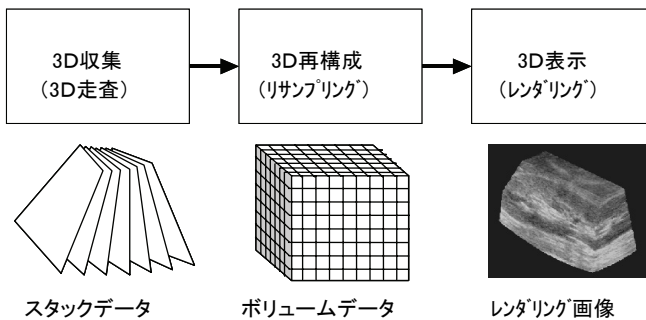 3D収集
(3D走査)
3D再構成
(ﾘｻﾝﾌﾟﾘﾝｸﾞ)
3D表示
(ﾚﾝﾀﾞﾘﾝｸﾞ)
スタックデータ
ボリュームデータ
ﾚﾝﾀﾞﾘﾝｸﾞ画像